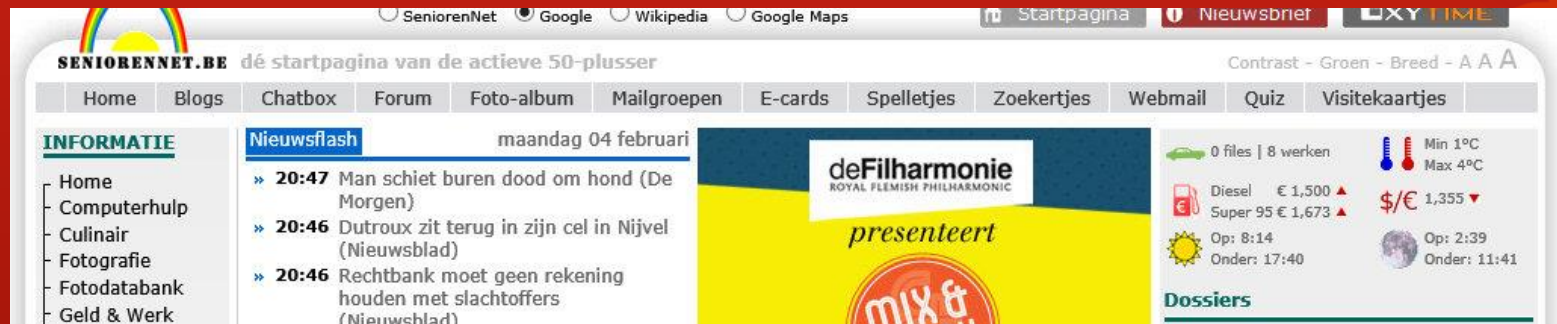 SeniorenNet Google Wikipedia Google Maps Startpagina Nieuwsbrief OXYTIME
SENIORENNET.BE dé startpagina van de actieve 50-plusser Contrast - Groen - Breed - A A A
Home Blogs Chatbox Forum Foto-album Mailgroepen E-cards Spelletjes Zoekertjes Webmail Quiz Visitekaartjes
INFORMATIE
Home
Computerhulp
Culinair
Fotografie
Fotodatabank
Geld & Werk
Nieuwsflash maandag 04 februari
» 20:47 Man schiet buren dood om hond (De
Morgen)
» 20:46 Dutroux zit terug in zijn cel in Nijvel
(Nieuwsblad)
» 20:46 Rechtbank moet geen rekening
houden met slachtoffers
(Nieuwsblad)
deFilharmonie
ROYAL FLEMISH PHILHARMONIC
presenteert
mix &
0 files | 8 werken
Min 1°C
Max 4°C
Diesel € 1,500
Super 95 € 1,673
$/€ 1,355
Op: 8:14
Onder: 17:40
Op: 2:39
Onder: 11:41
Dossiers